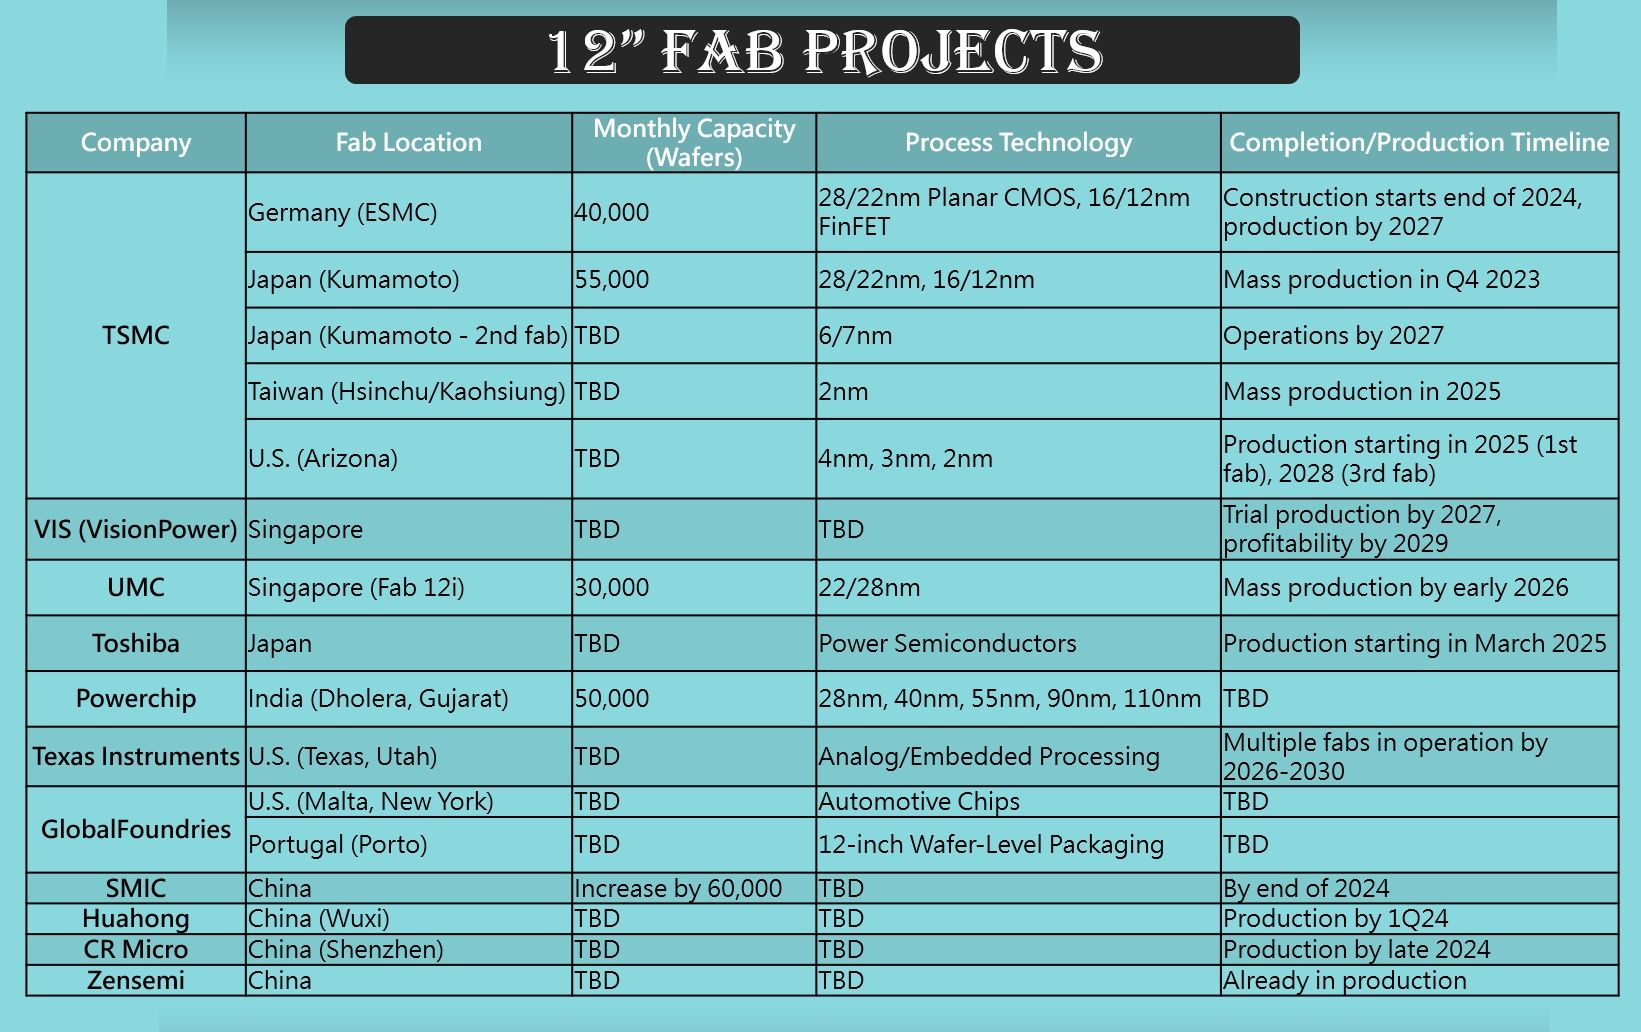 12” FAB PROJECTS
Company
Fab Location
Monthly Capacity
(Wafers)
Process Technology
Completion/Production Timeline
TSMC
Germany (ESMC)
40,000
28/22nm Planar CMOS, 16/12nm
FinFET
Construction starts end of 2024,
production by 2027
Japan (Kumamoto)
55,000
28/22nm, 16/12nm
Mass production in Q4 2023
Japan (Kumamoto - 2nd fab)
TBD
6/7nm
Operations by 2027
Taiwan (Hsinchu/Kaohsiung)
TBD
2nm
Mass production in 2025
U.S. (Arizona)
TBD
4nm, 3nm, 2nm
Production starting in 2025 (1st
fab), 2028 (3rd fab)
VIS (VisionPower)
Singapore
TBD
TBD
Trial production by 2027,
profitability by 2029
UMC
Singapore (Fab 12i)
30,000
22/28nm
Mass production by early 2026
Toshiba
Japan
TBD
Power Semiconductors
Production starting in March 2025
Powerchip
India (Dholera, Gujarat)
50,000
28nm, 40nm, 55nm, 90nm, 110nm
TBD
Texas Instruments
U.S. (Texas, Utah)
TBD
Analog/Embedded Processing
Multiple fabs in operation by
2026-2030
GlobalFoundries
U.S. (Malta, New York)
TBD
Automotive Chips
TBD
Portugal (Porto)
TBD
12-inch Wafer-Level Packaging
TBD
SMIC
China
Increase by 60,000
TBD
By end of 2024
Huahong
China (Wuxi)
TBD
TBD
Production by 1Q24
CR Micro
China (Shenzhen)
TBD
TBD
Production by late 2024
Zensemi
China
TBD
TBD
Already in production